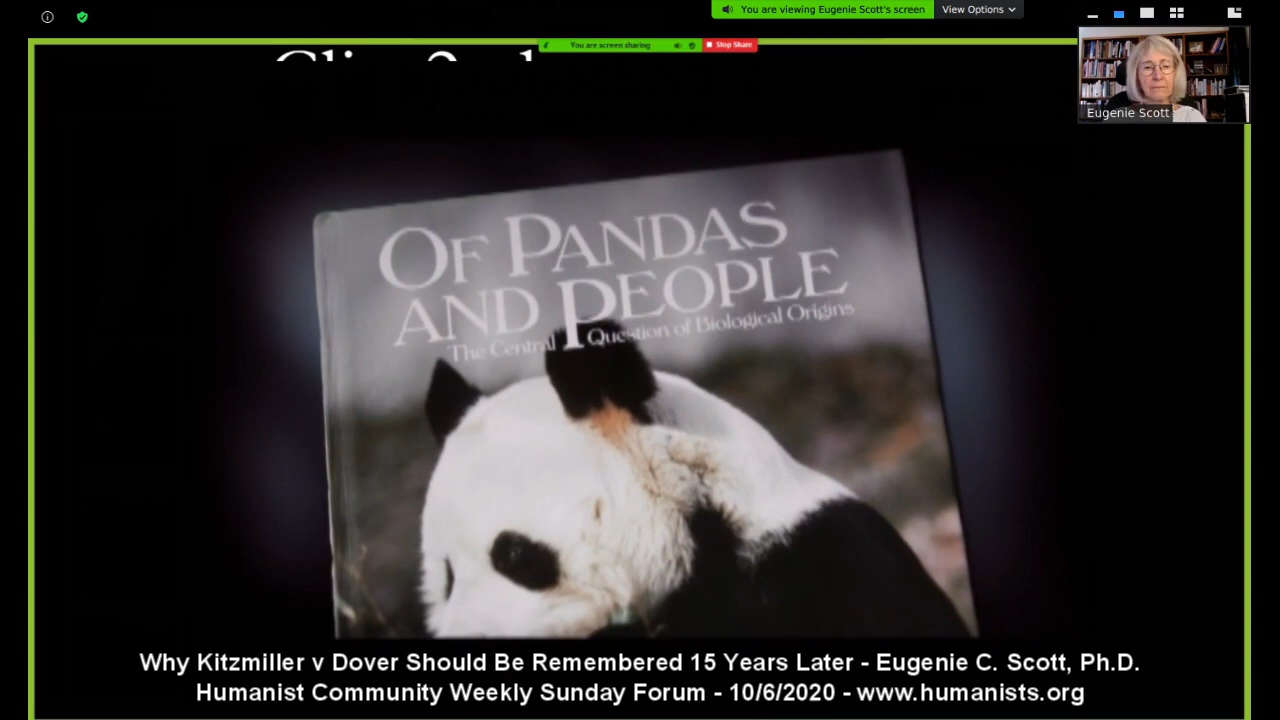 You are viewing Eugenie Scott's screen
View Options
You are screen sharing
Stop Share
Eugenie Scott
OF PANDAS
AND PEOPLE
The Central Question of Biological Origins
Why Kitzmiller v Dover Should Be Remembered 15 Years Later - Eugenie C. Scott, Ph.D.
Humanist Community Weekly Sunday Forum - 10/6/2020 - www.humanists.org